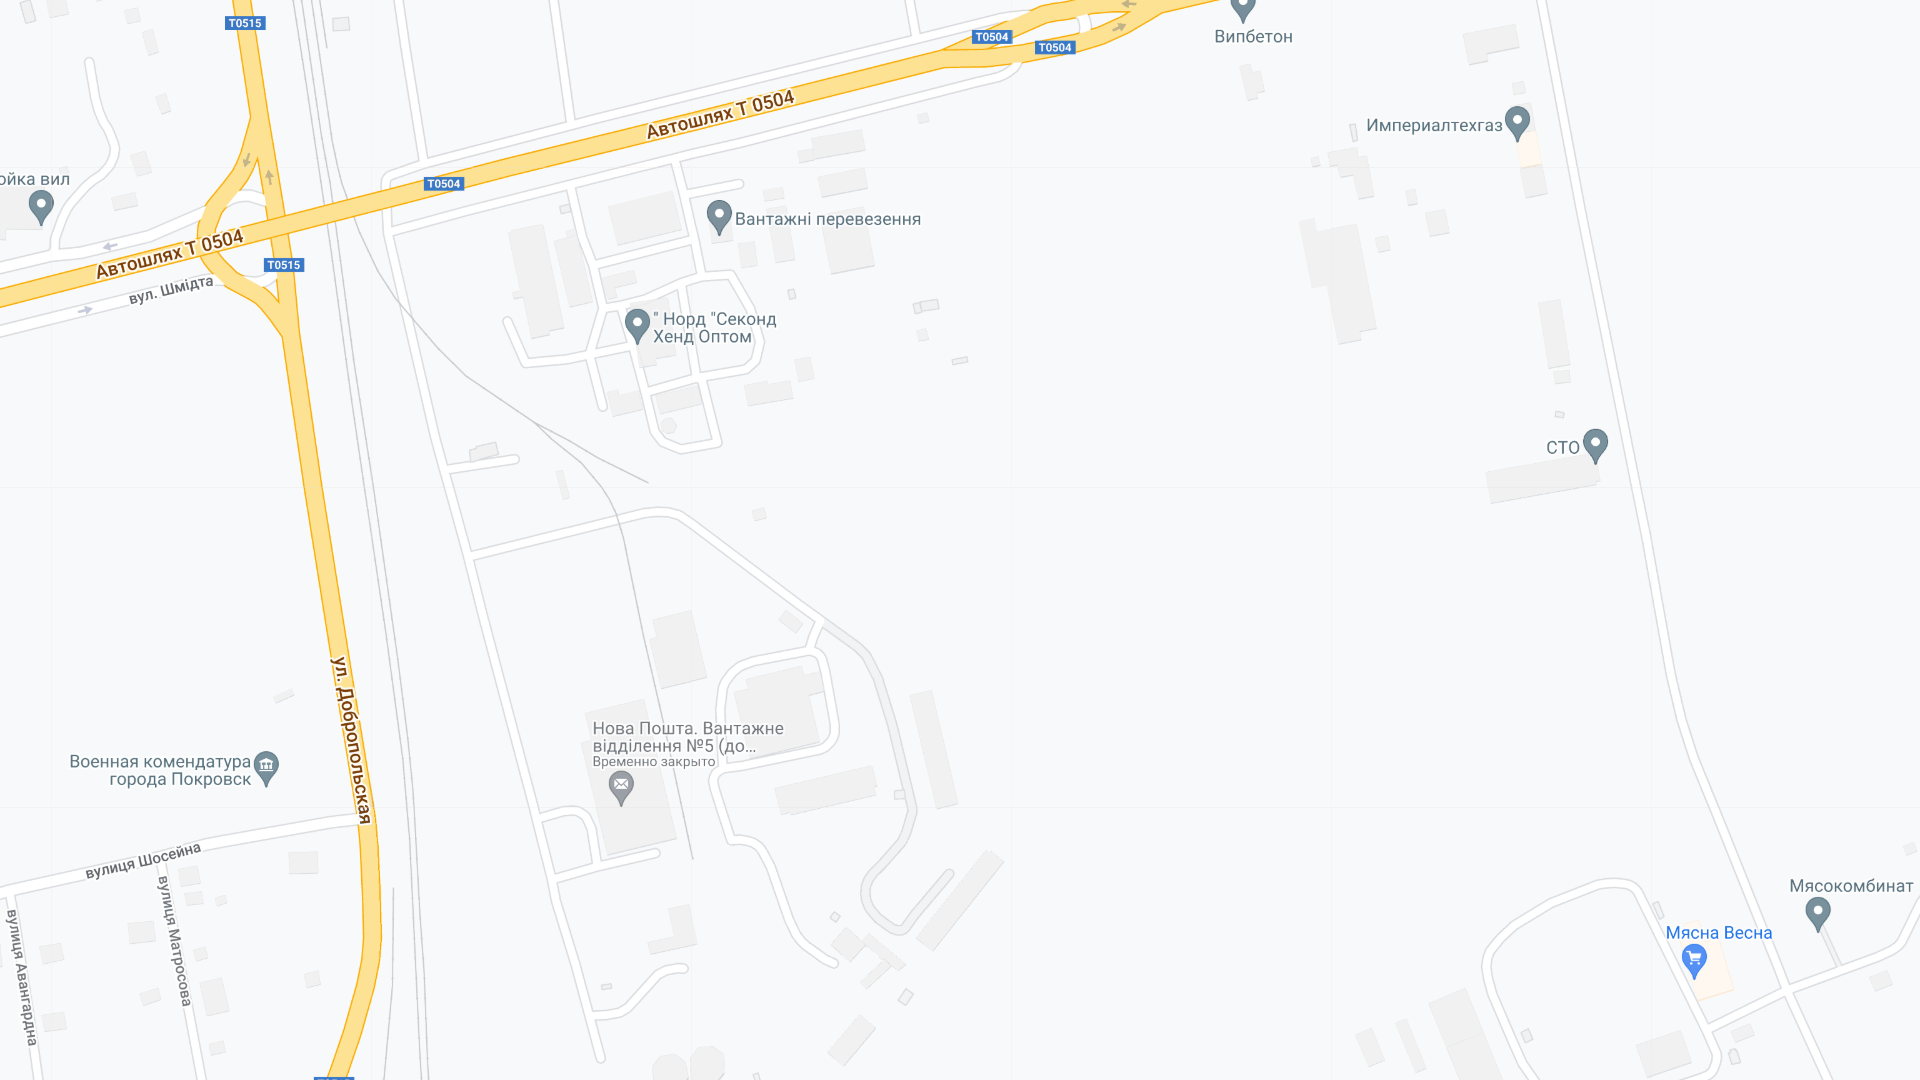 T0515
T0504
T0504
Випбетон
Автошлях Т 0504
Империалтехгаз
ойка вил
T0504
Вантажні перевезення
Автошлях Т 0504
T0515
вул. Шмідта
" Норд "Секонд
Хенд Оптом
СТО
ул. Добропольская
Нова Пошта. Вантажне
відділення №5 (до...
Временно закрыто
Военная комендатура
города Покровск
вулиця Шосейна
вулиця Матросова
вулиця Авангардна
Мясокомбинат
Мясна Весна